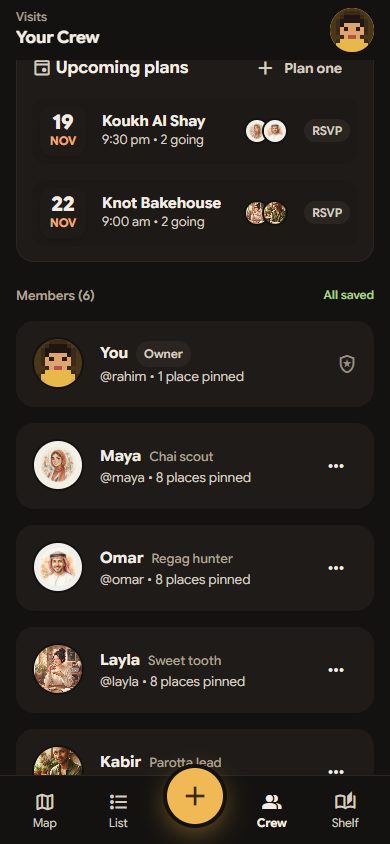 Visits
Your Crew
Upcoming plans
Plan one
19
NOV
Koukh Al Shay
9:30 pm • 2 going
RSVP
22
NOV
Knot Bakehouse
9:00 am • 2 going
RSVP
Members (6)
All saved
You Owner
@rahim • 1 place pinned
Maya Chai scout
@maya • 8 places pinned
Omar Regag hunter
@omar • 8 places pinned
Layla Sweet tooth
@layla • 8 places pinned
Kabir Parotta lead
Map
List
Crew
Shelf